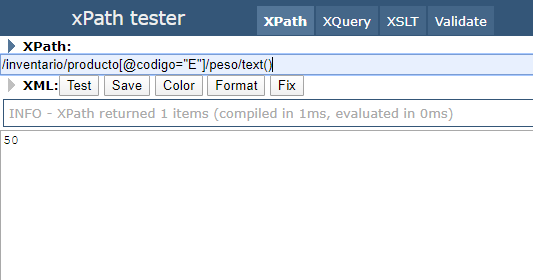 xPath tester XPath XQuery XSLT Validate
XPath:
/inventario/producto[@codigo="E"]/peso/text()
XML: Test Save Color Format Fix
INFO - XPath returned 1 items (compiled in 1ms, evaluated in 0ms)
50